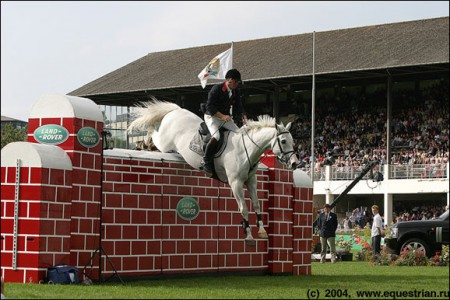 LAND-
ROVER
LAND-
ROVER
LAND-
ROVER
(c) 2004, www.equestrian.ru